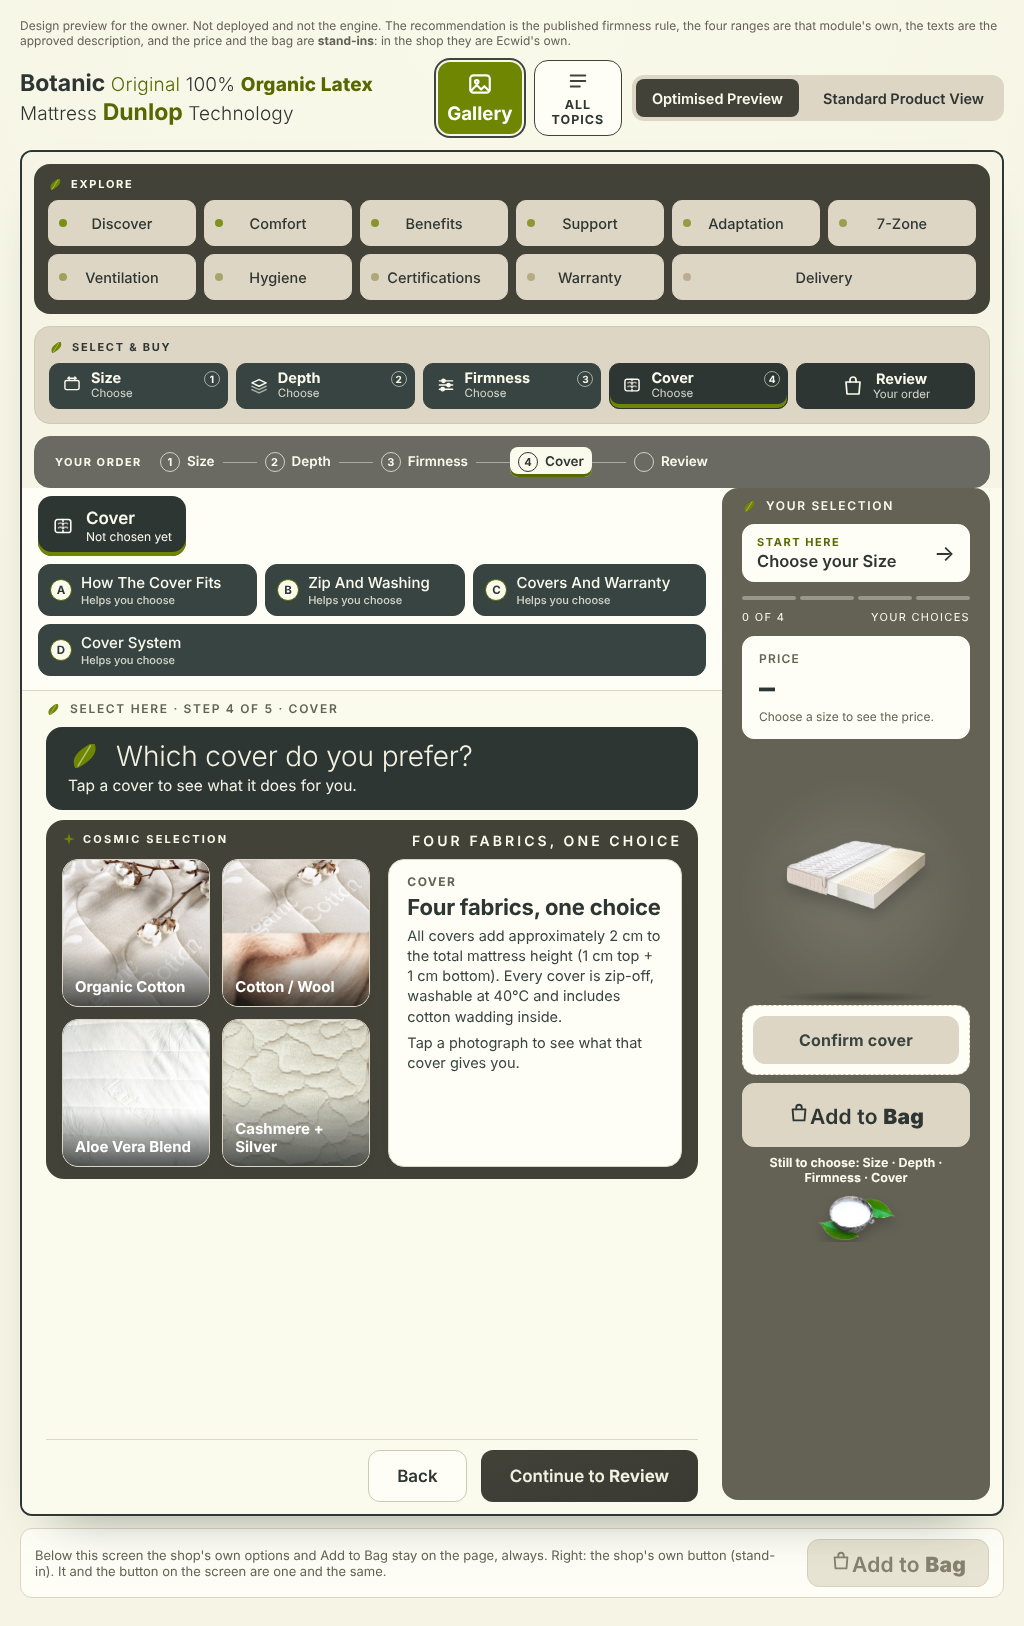 Design preview for the owner. Not deployed and not the engine. The recommendation is the published firmness rule, the four ranges are that module's own, the texts are the
approved description, and the price and the bag are stand-ins: in the shop they are Ecwid's own.
Botanic Original 100% Organic Latex
Mattress Dunlop Technology
Gallery
ALL
TOPICS
Optimised Preview
Standard Product View
EXPLORE
Discover
Comfort
Benefits
Support
Adaptation
7-Zone
Ventilation
Hygiene
Certifications
Warranty
Delivery
SELECT & BUY
Size
Choose
1
Depth
Choose
2
Firmness
Choose
3
Cover
Choose
4
Review
Your order
YOUR ORDER
1 Size
2 Depth
3 Firmness
4 Cover
Review
Cover
Not chosen yet
A
How The Cover Fits
Helps you choose
B
Zip And Washing
Helps you choose
C
Covers And Warranty
Helps you choose
D
Cover System
Helps you choose
SELECT HERE · STEP 4 OF 5 · COVER
Which cover do you prefer?
Tap a cover to see what it does for you.
COSMIC SELECTION
FOUR FABRICS, ONE CHOICE
Organic Cotton
Cotton / Wool
Aloe Vera Blend
Cashmere +
Silver
COVER
Four fabrics, one choice
All covers add approximately 2 cm to
the total mattress height (1 cm top +
1 cm bottom). Every cover is zip-off,
washable at 40°C and includes
cotton wadding inside.
Tap a photograph to see what that
cover gives you.
Back
Continue to Review
YOUR SELECTION
START HERE
Choose your Size
0 OF 4
YOUR CHOICES
PRICE
–
Choose a size to see the price.
Confirm cover
Add to Bag
Still to choose: Size · Depth ·
Firmness · Cover
Below this screen the shop's own options and Add to Bag stay on the page, always. Right: the shop's own button (stand-
in). It and the button on the screen are one and the same.
Add to Bag